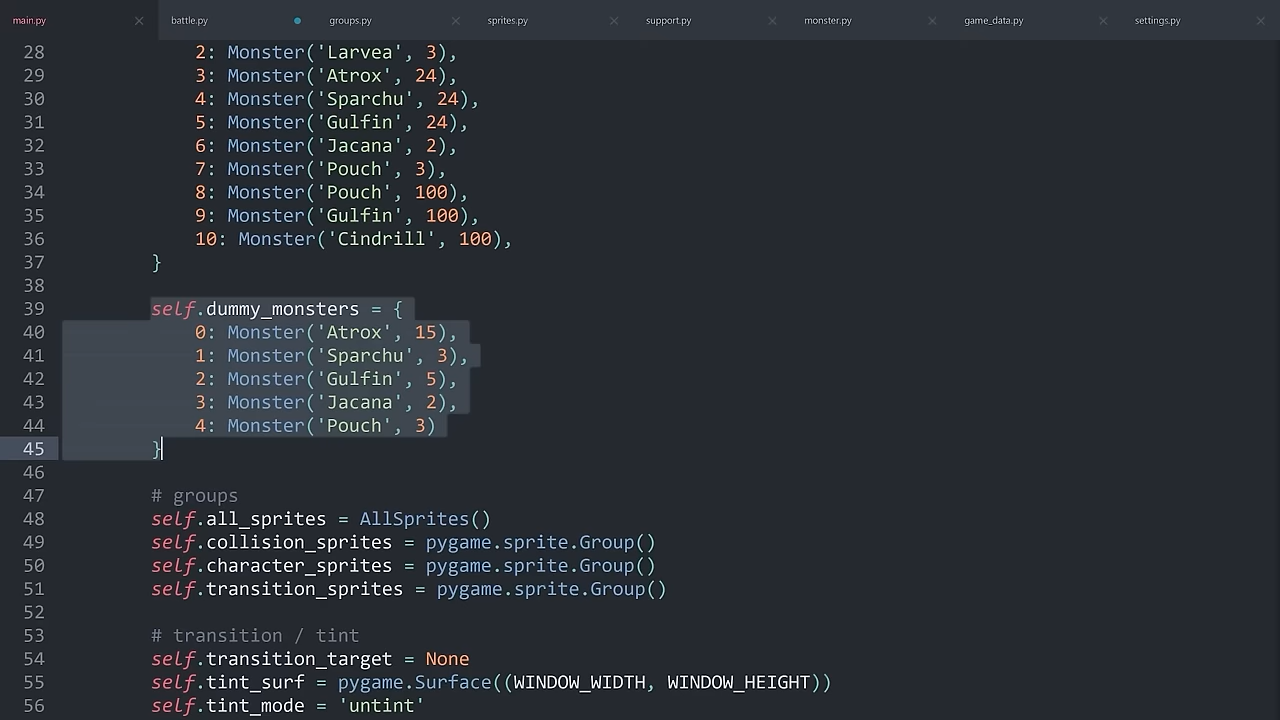 main.py battle.py groups.py sprites.py support.py monster.py game_data.py settings.py
28 2: Monster('Larvea', 3),
29 3: Monster('Atrox', 24),
30 4: Monster('Sparchu', 24),
31 5: Monster('Gulfin', 24),
32 6: Monster('Jacana', 2),
33 7: Monster('Pouch', 3),
34 8: Monster('Pouch', 100),
35 9: Monster('Gulfin', 100),
36 10: Monster('Cindrill', 100),
37 }
38
39 self.dummy_monsters = {
40 0: Monster('Atrox', 15),
41 1: Monster('Sparchu', 3),
42 2: Monster('Gulfin', 5),
43 3: Monster('Jacana', 2),
44 4: Monster('Pouch', 3)
45 }
46
47 # groups
48 self.all_sprites = AllSprites()
49 self.collision_sprites = pygame.sprite.Group()
50 self.character_sprites = pygame.sprite.Group()
51 self.transition_sprites = pygame.sprite.Group()
52
53 # transition / tint
54 self.transition_target = None
55 self.tint_surf = pygame.Surface((WINDOW_WIDTH, WINDOW_HEIGHT))
56 self.tint_mode = 'untint'